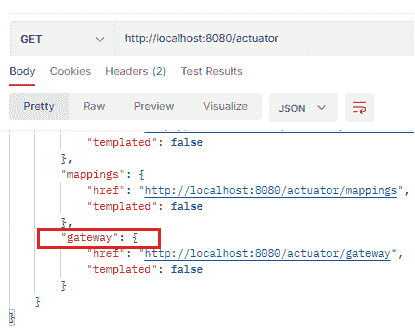 GET http://localhost:8080/actuator
Body Cookies Headers (2) Test Results
Pretty Raw Preview Visualize JSON
"templated": false
},
"mappings": {
"href": "http://localhost:8080/actuator/mappings",
"templated": false
},
"gateway": {
"href": "http://localhost:8080/actuator/gateway",
"templated": false
}
}
}